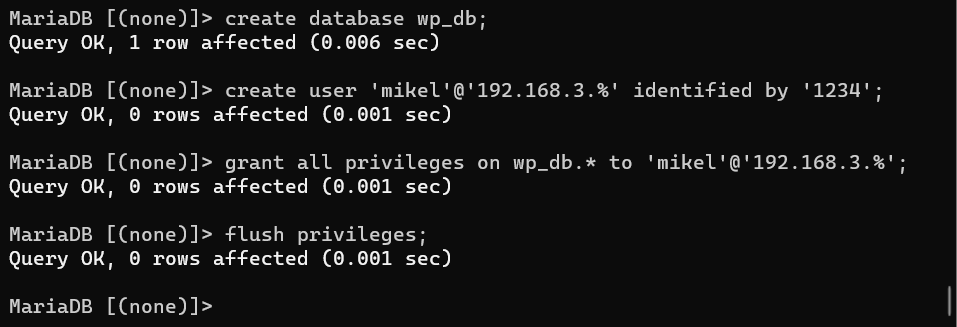 MariaDB [(none)]> create database wp_db;
Query OK, 1 row affected (0.006 sec)
MariaDB [(none)]> create user 'mikel'@'192.168.3.%' identified by '1234';
Query OK, 0 rows affected (0.001 sec)
MariaDB [(none)]> grant all privileges on wp_db.* to 'mikel'@'192.168.3.%';
Query OK, 0 rows affected (0.001 sec)
MariaDB [(none)]> flush privileges;
Query OK, 0 rows affected (0.001 sec)
MariaDB [(none)]>